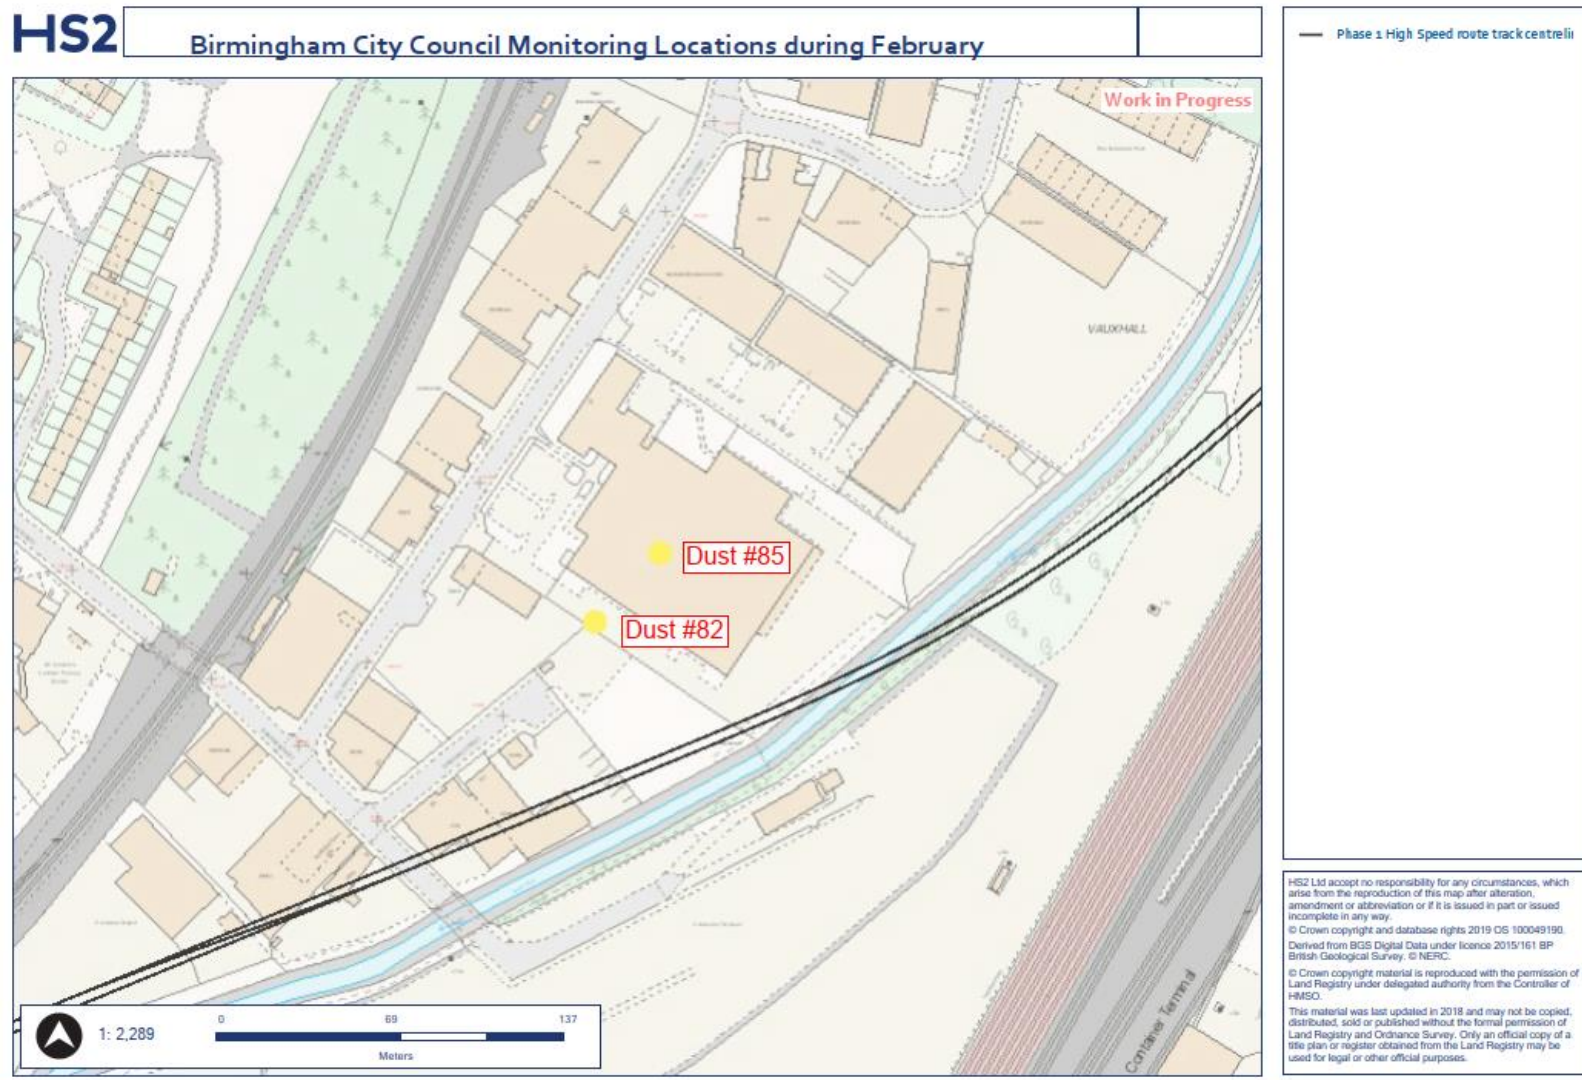 HS2
Birmingham City Council Monitoring Locations during February
Phase 1 High Speed route track centreli
Work in Progress
VAUXHALL
Dust #85
Dust #82
Container Terminal
1: 2,289
0 69 137
Meters
HS2 Ltd accept no responsibility for any circumstances, which
arise from the reproduction of this map after alteration,
amendment or abbreviation or if it is issued in part or issued
incomplete in any way.
© Crown copyright and database rights 2019 OS 100049190.
Derived from BGS Digital Data under licence 2015/161 BP
British Geological Survey. © NERC.
© Crown copyright material is reproduced with the permission of
Land Registry under delegated authority from the Controller of
HMSO.
This material was last updated in 2018 and may not be copied,
distributed, sold or published without the formal permission of
Land Registry and Ordnance Survey. Only an official copy of a
title plan or register obtained from the Land Registry may be
used for legal or other official purposes.